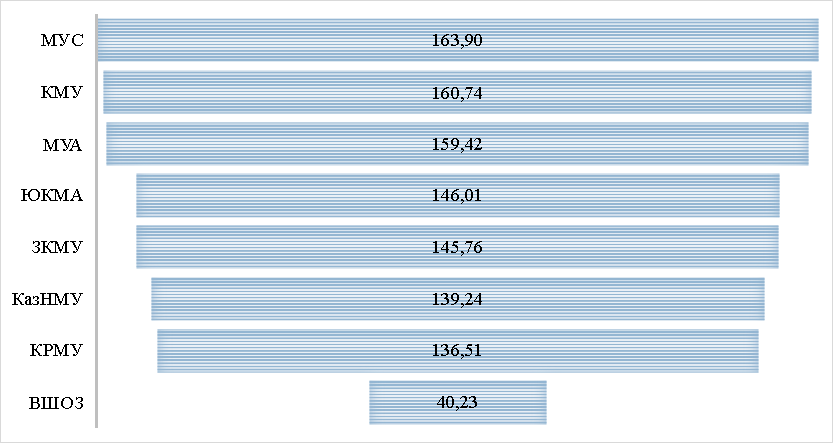 МУС 163,90
КМУ 160,74
МУА 159,42
ЮКМА 146,01
ЗКМУ 145,76
КазНМУ 139,24
КРМУ 136,51
ВШОЗ 40,23